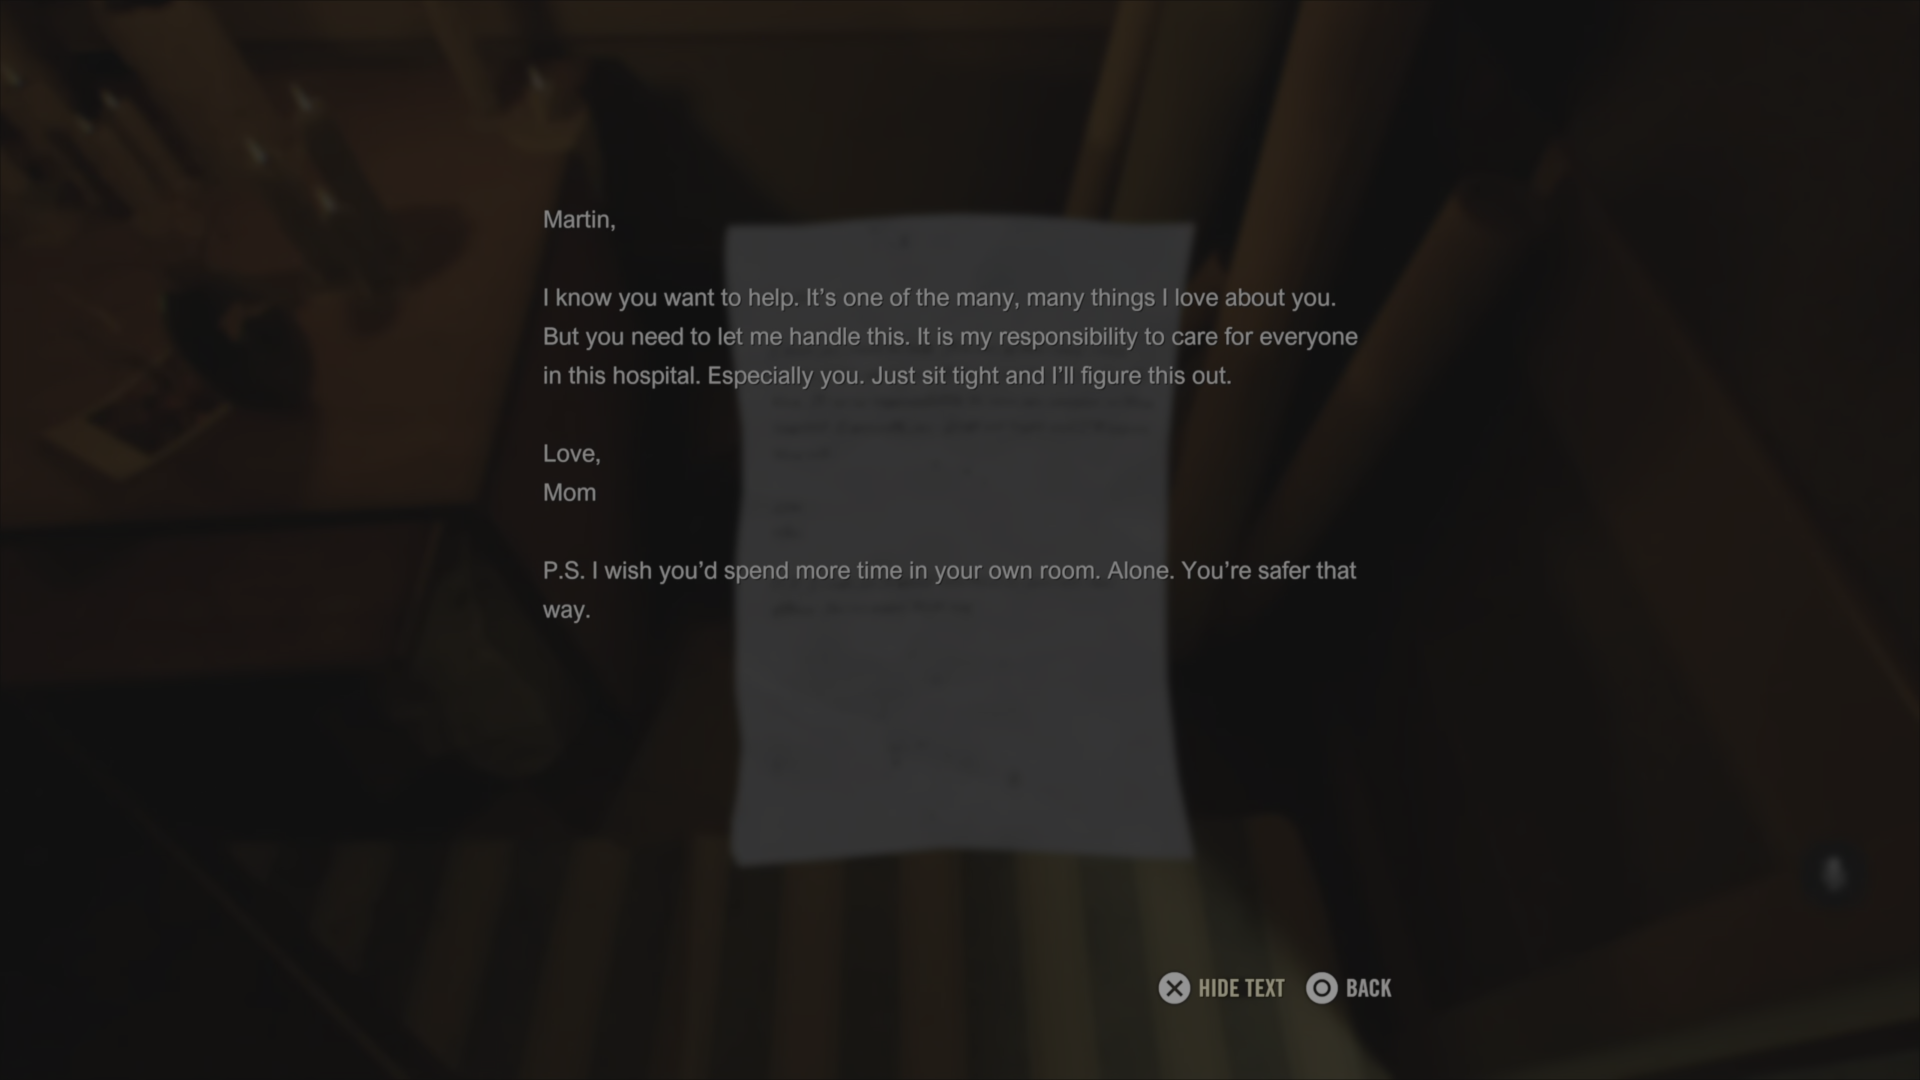 Martin,
I know you want to help. It’s one of the many, many things I love about you.
But you need to let me handle this. It is my responsibility to care for everyone
in this hospital. Especially you. Just sit tight and I’ll figure this out.
Love,
Mom
P.S. I wish you’d spend more time in your own room. Alone. You’re safer that
way.
HIDE TEXT
BACK